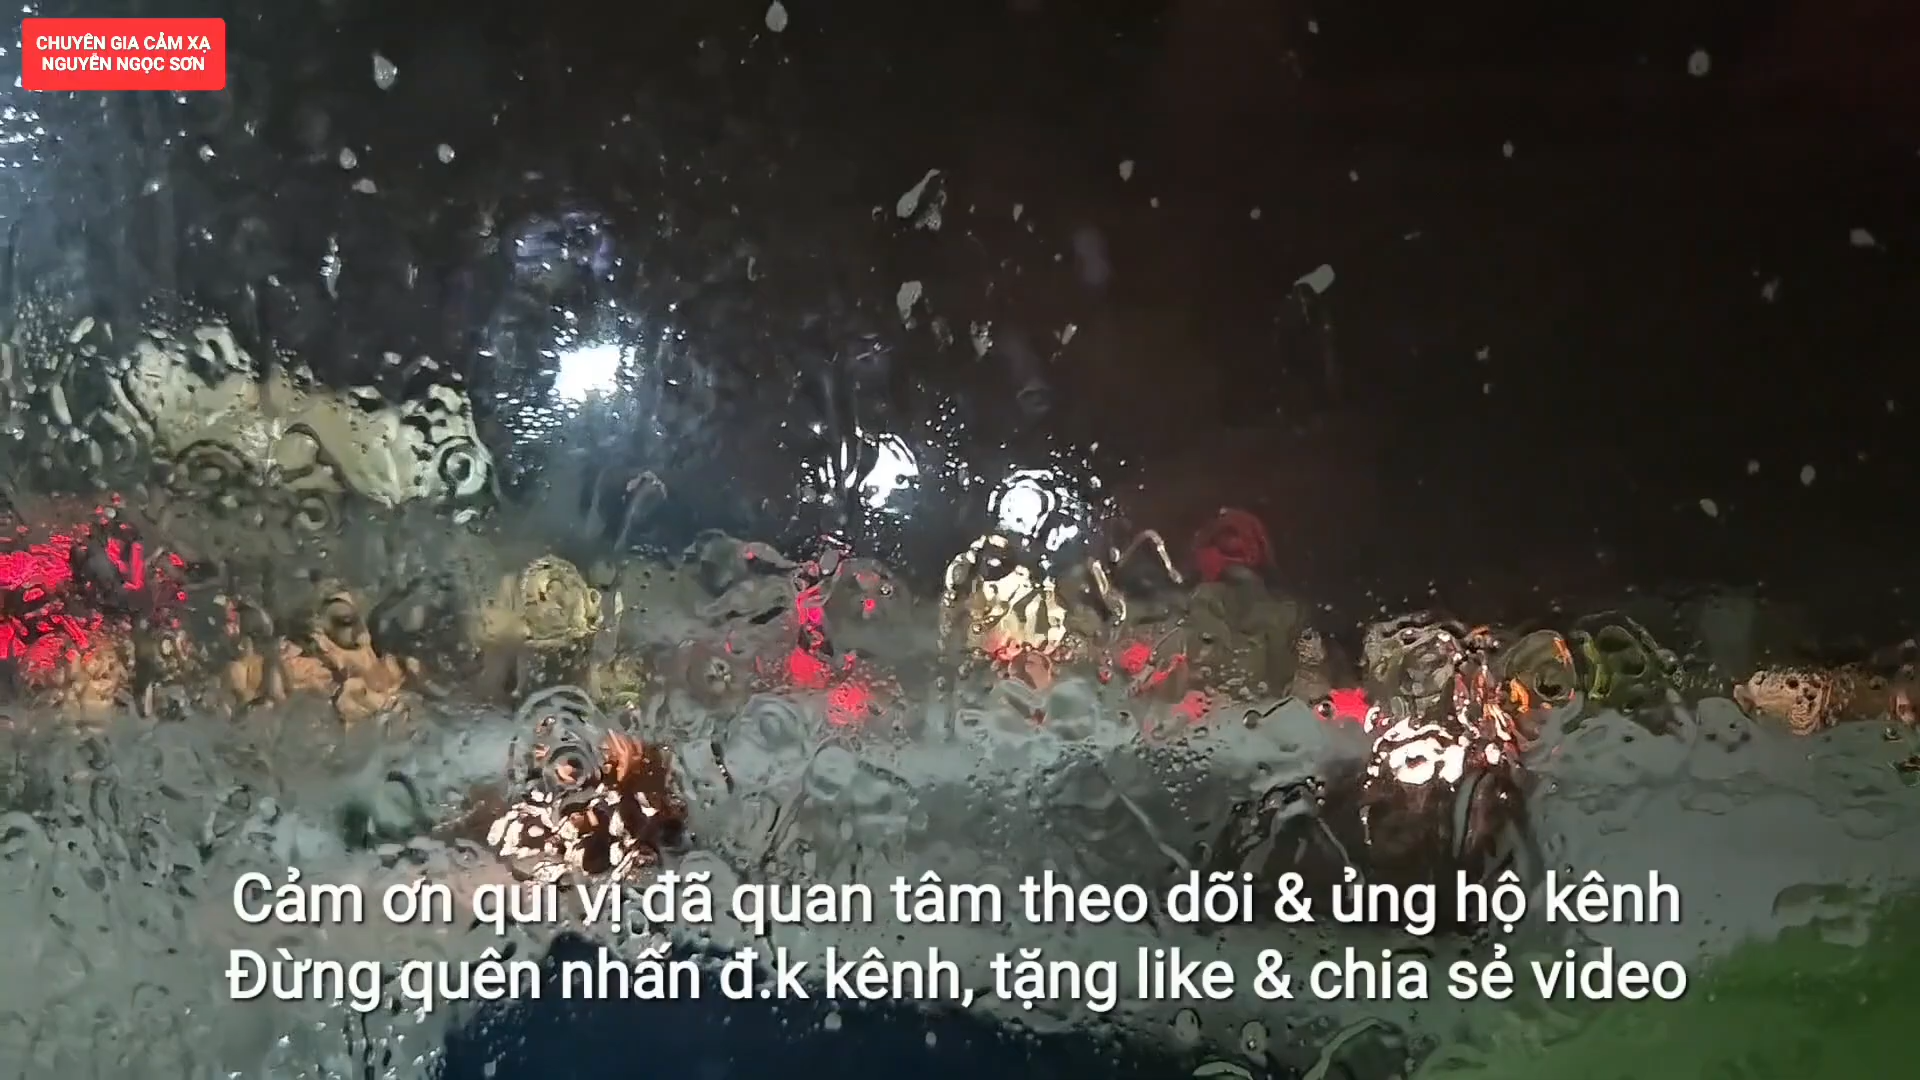 CHUYÊN GIA CẢM XẠ
NGUYỄN NGỌC SƠN
Cảm ơn quí vị đã quan tâm theo dõi & ủng hộ kênh
Đừng quên nhấn đ.k kênh, tặng like & chia sẻ video